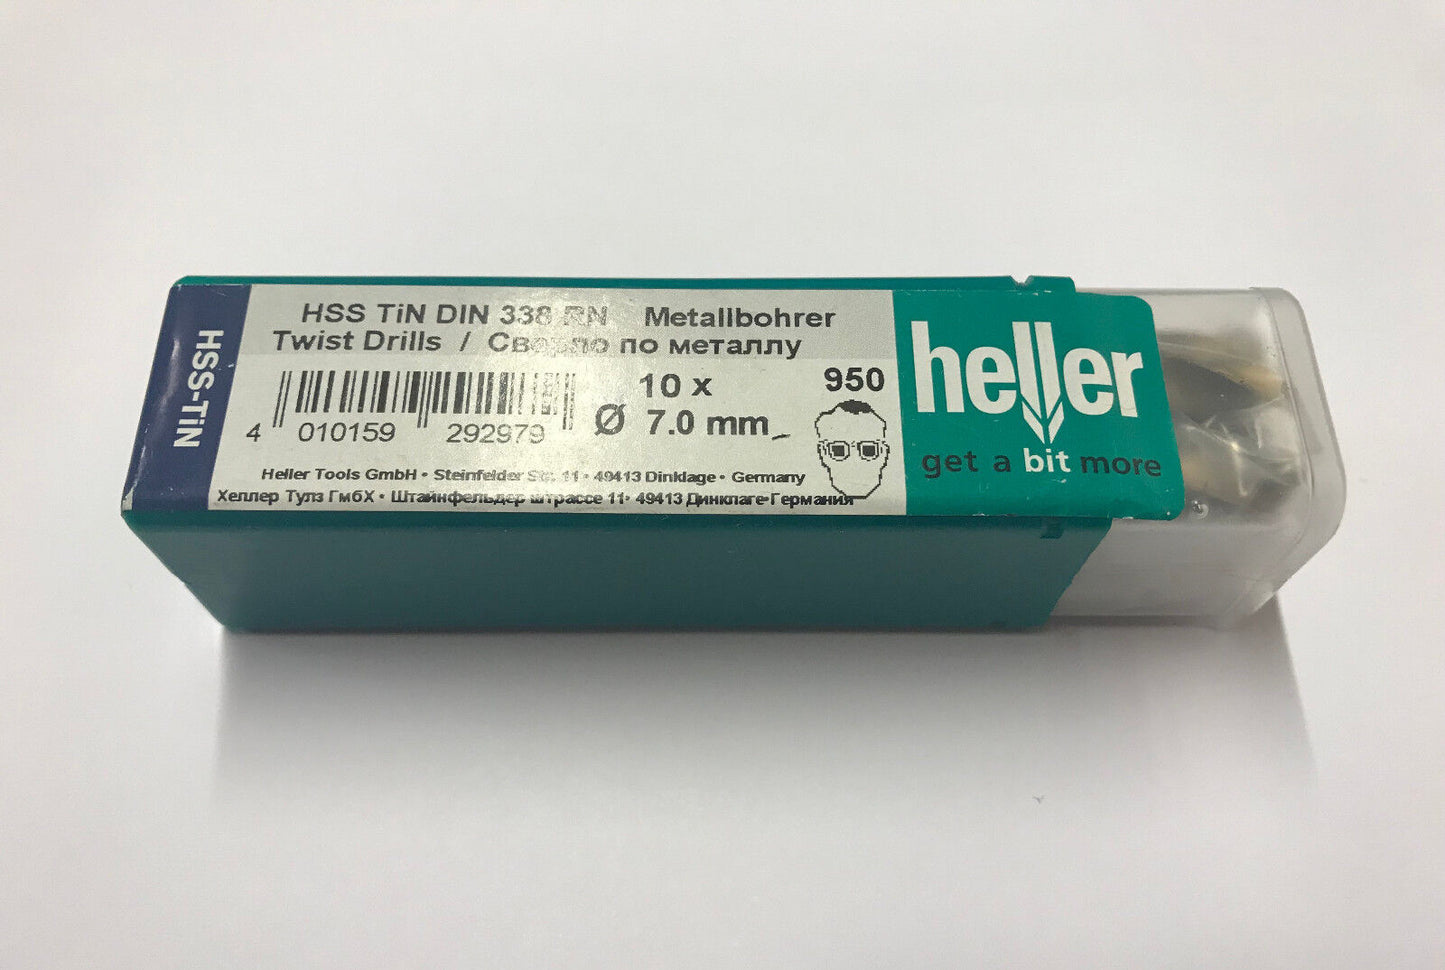 HSS-TiN
HSS TiN DIN 338 RN Metallbohrer
Twist Drills / Сверло по металлу
10 x
Ø 7.0 mm
950
4 010159 292979
Heller Tools GmbH • Steinfelder Str. 11 • 49413 Dinklage • Germany
Хеллер Тулз ГмбХ • Штайнфельдер штрассе 11 • 49413 Динклаге•Германия
heller
get a bit more